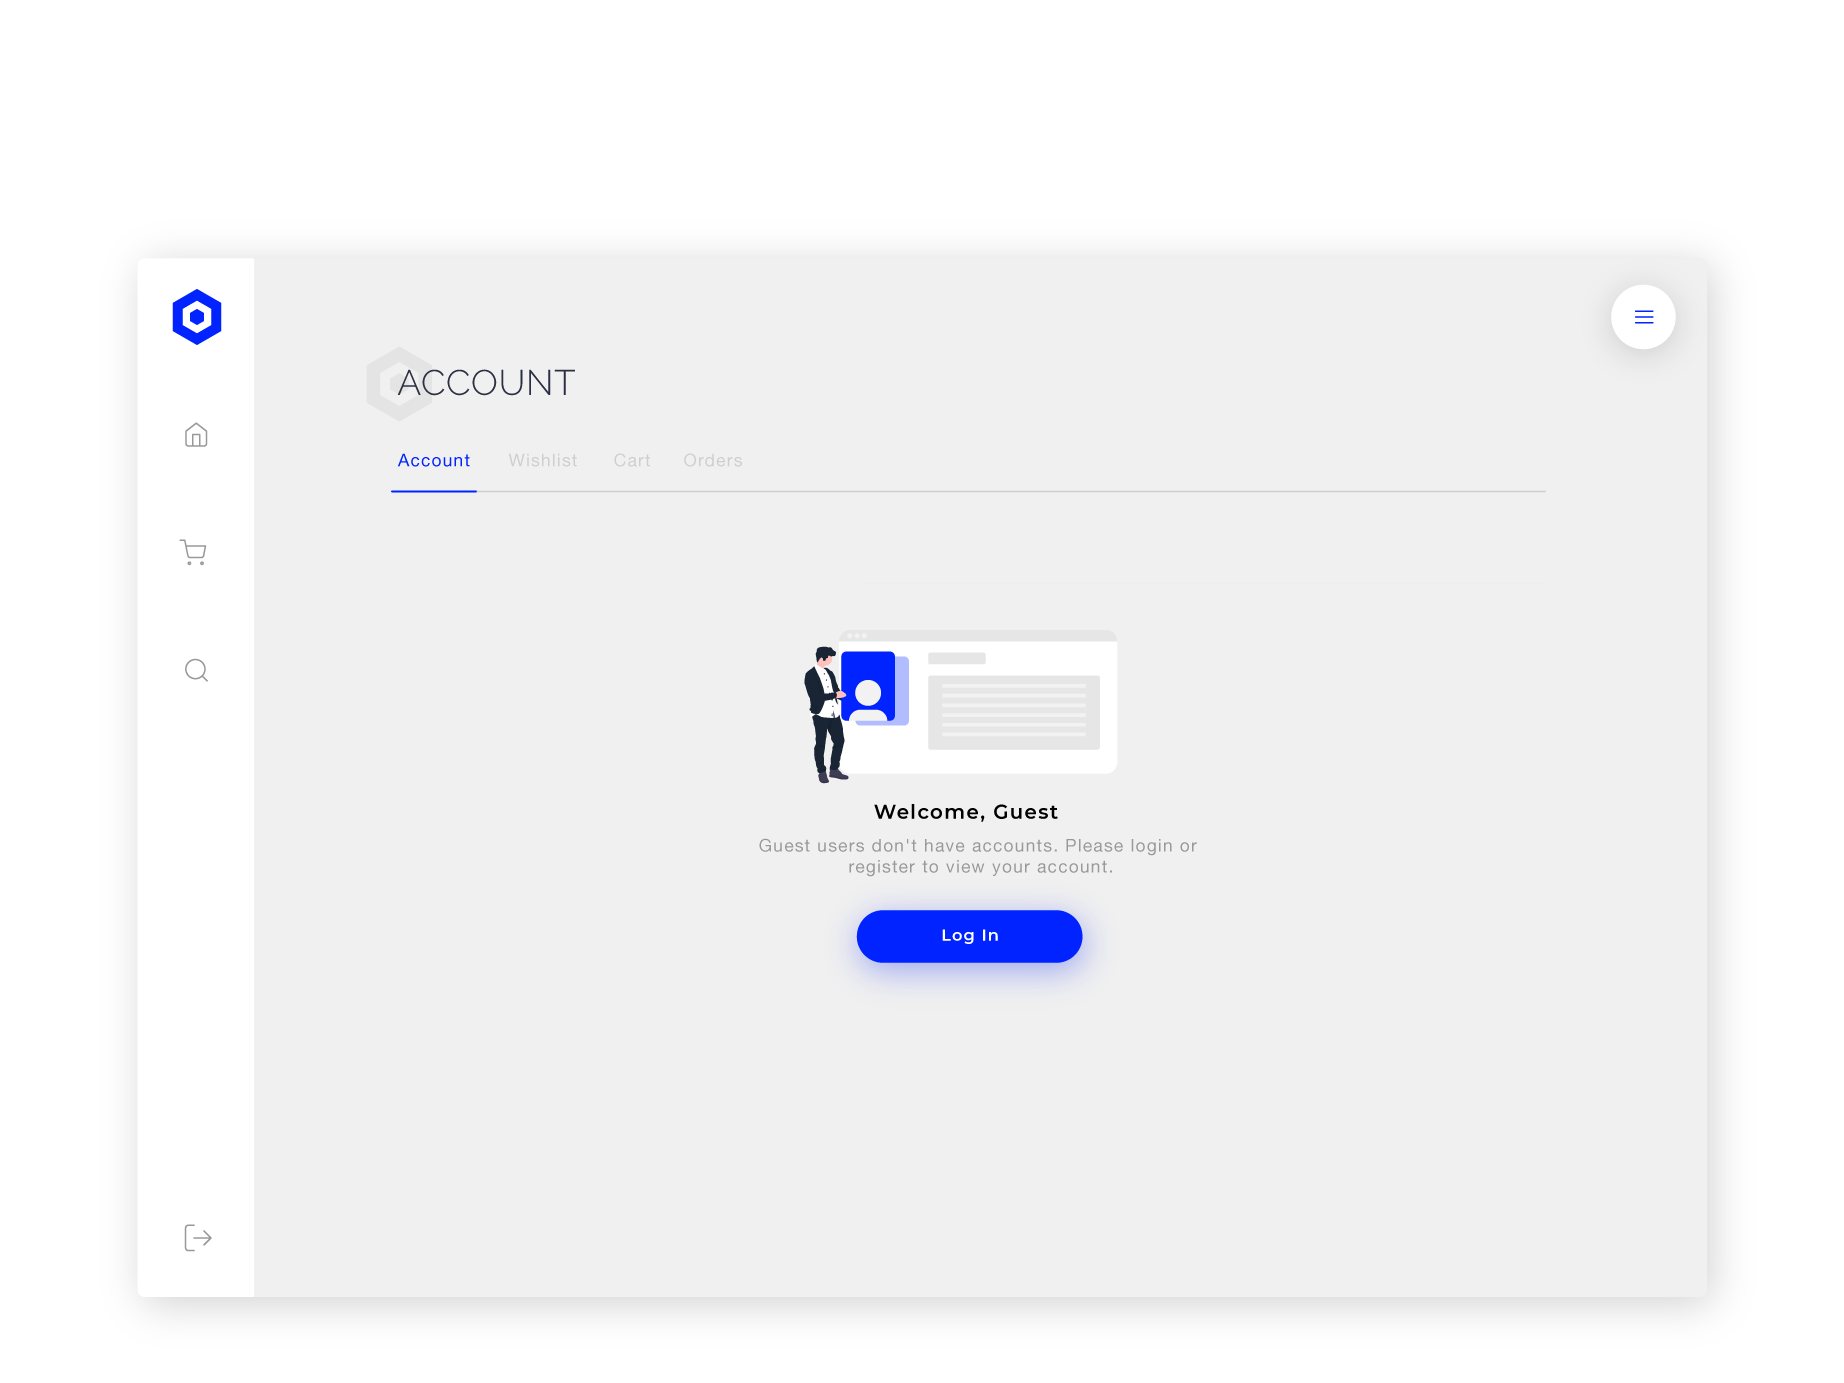 ACCOUNT
Account Wishlist Cart Orders
Welcome, Guest
Guest users don't have accounts. Please login or
register to view your account.
Log In